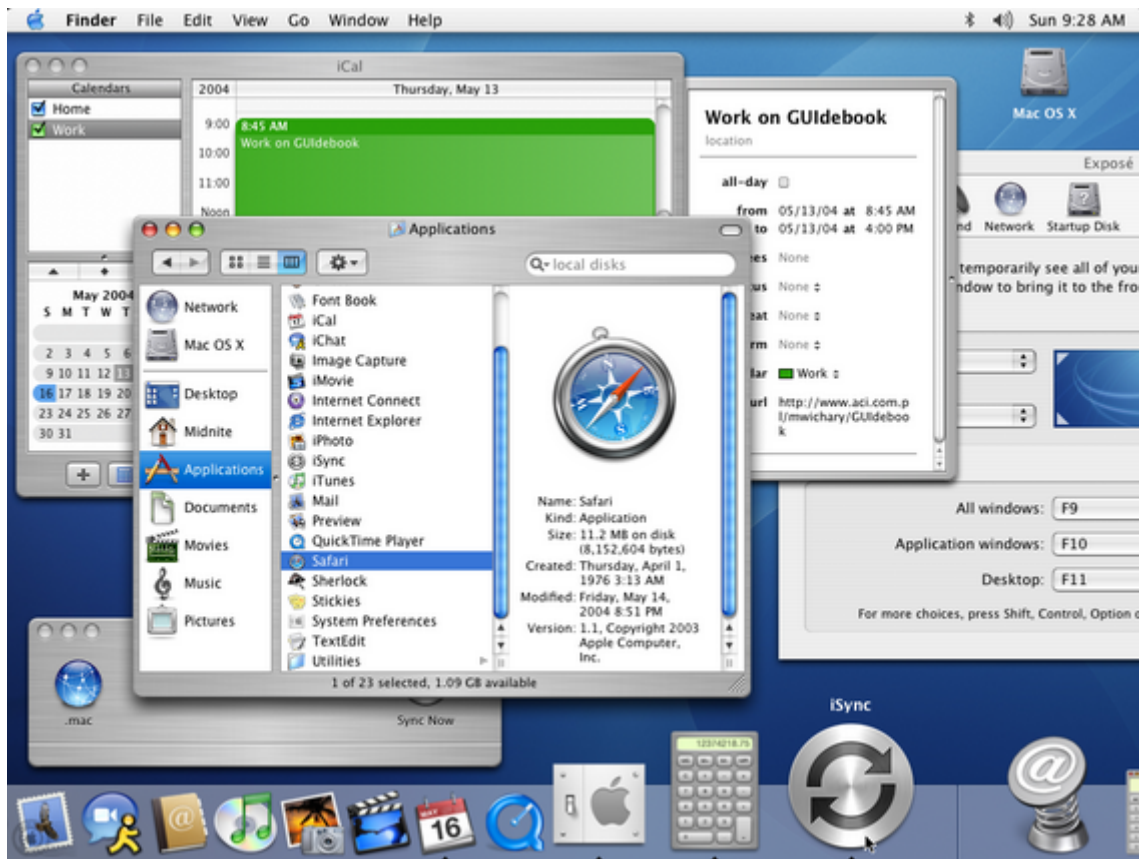 Finder File Edit View Go Window Help Sun 9:28 AM
iCal
Calendars
Home
Work
2004 Thursday, May 13
9:00
10:00
11:00
Noon
8:45 AM
Work on GUIdebook
May 2004
S M T W T
2 3 4 5 6
9 10 11 12 13
16 17 18 19 20
23 24 25 26 27
30 31
Work on GUIdebook
location
all-day
from 05/13/04 at 8:45 AM
to 05/13/04 at 4:00 PM
None
None
None
None
Work
url http://www.aci.com.p
l/mwichary/GUIdeboo
k
Mac OS X
Exposé
Network Startup Disk
temporarily see all of you
ndow to bring it to the fro
All windows: F9
Application windows: F10
Desktop: F11
For more choices, press Shift, Control, Option
Applications
local disks
Network
Mac OS X
Desktop
Midnite
Applications
Documents
Movies
Music
Pictures
Font Book
iCal
iChat
Image Capture
iMovie
Internet Connect
Internet Explorer
iPhoto
iSync
iTunes
Mail
Preview
QuickTime Player
Safari
Sherlock
Stickies
System Preferences
TextEdit
Utilities
Name: Safari
Kind: Application
Size: 11.2 MB on disk
(8,152,604 bytes)
Created: Thursday, April 1,
1976 3:13 AM
Modified: Friday, May 14,
2004 8:51 PM
Version: 1.1, Copyright 2003
Apple Computer,
Inc.
1 of 23 selected, 1.09 GB available
.mac
Sync Now
iSync
12374218.75
16